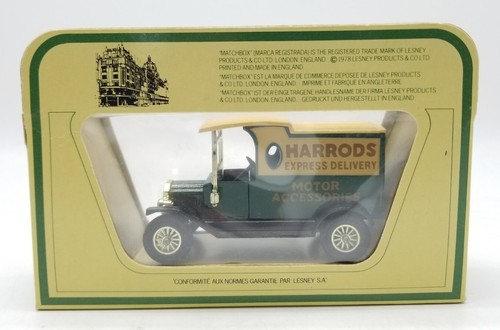 "MATCHBOX" (MARCA REGISTRADA) IS THE REGISTERED TRADE MARK OF LESNEY
PRODUCTS & CO LTD. LONDON. ENGLAND. © 1978 LESNEY PRODUCTS & CO LTD.
PRINTED AND MADE IN ENGLAND.
"MATCHBOX" EST LA MARQUE DE COMMERCE DEPOSEE DE LESNEY PRODUCTS
& CO LTD. LONDON, ENGLAND. IMPRIME ET FABRIQUE EN ANGLETERRE.
"MATCHBOX" IST DER EINGETRAGENE HANDELSNAME DER FIRMA LESNEY PRODUCTS
& CO LTD. LONDON, ENGLAND. GEDRUCKT UND HERGESTELLT IN ENGLAND.
HARRODS
EXPRESS DELIVERY
MOTOR
ACCESSORIES
"CONFORMITÉ AUX NORMES GARANTIE PAR LESNEY S.A."